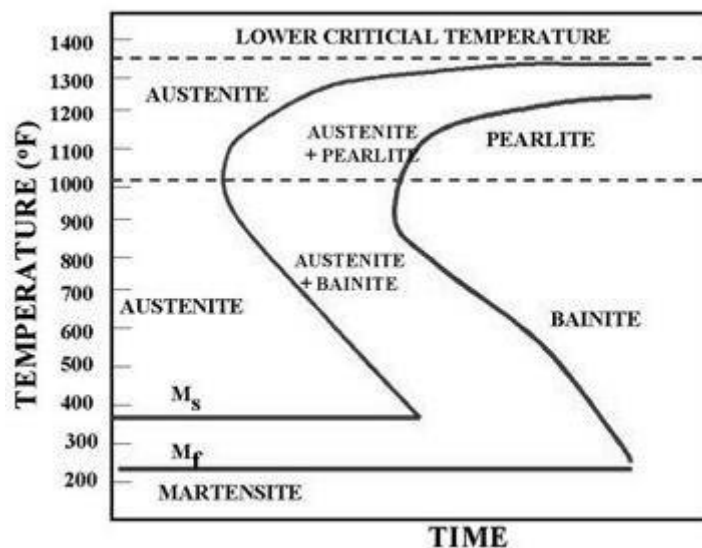 1400
LOWER CRITICIAL TEMPERATURE
1300
AUSTENITE
1200
AUSTENITE
+ PEARLITE
PEARLITE
1100
1000
900
AUSTENITE
+ BAINITE
800
700
AUSTENITE
BAINITE
600
500
400
Ms
300
Mf
200
MARTENSITE
TEMPERATURE (°F)
TIME